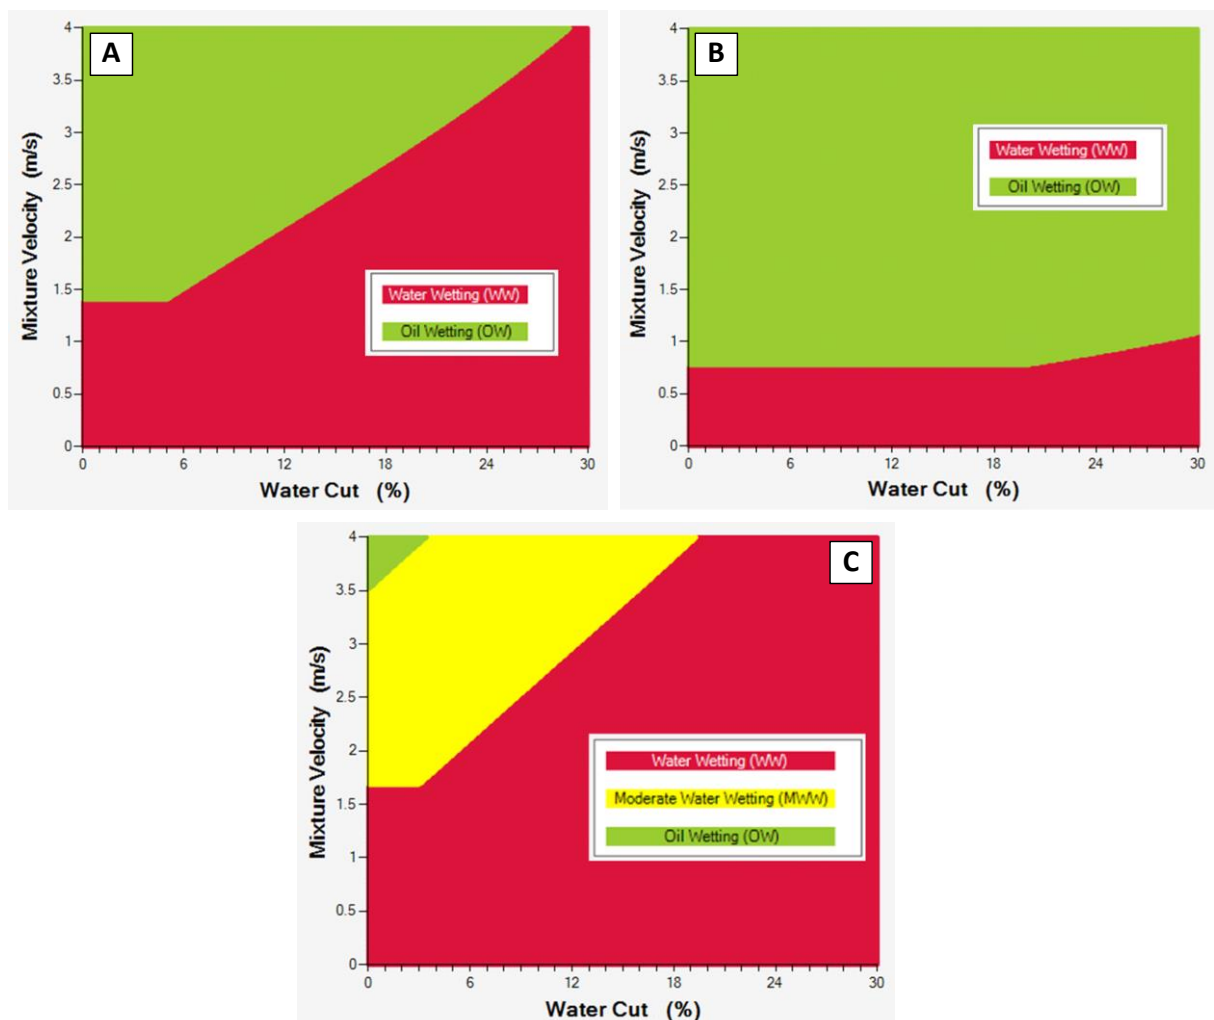 A
4
3.5
3
2.5
2
1.5
1
0.5
0
Mixture Velocity (m/s)
Water Wetting (WW)
Oil Wetting (OW)
0 6 12 18 24 30
Water Cut (%)
B
4
3.5
3
2.5
2
1.5
1
0.5
0
Mixture Velocity (m/s)
Water Wetting (WW)
Oil Wetting (OW)
0 6 12 18 24 30
Water Cut (%)
C
4
3.5
3
2.5
2
1.5
1
0.5
0
Mixture Velocity (m/s)
Water Wetting (WW)
Moderate Water Wetting (MWW)
Oil Wetting (OW)
0 6 12 18 24 30
Water Cut (%)